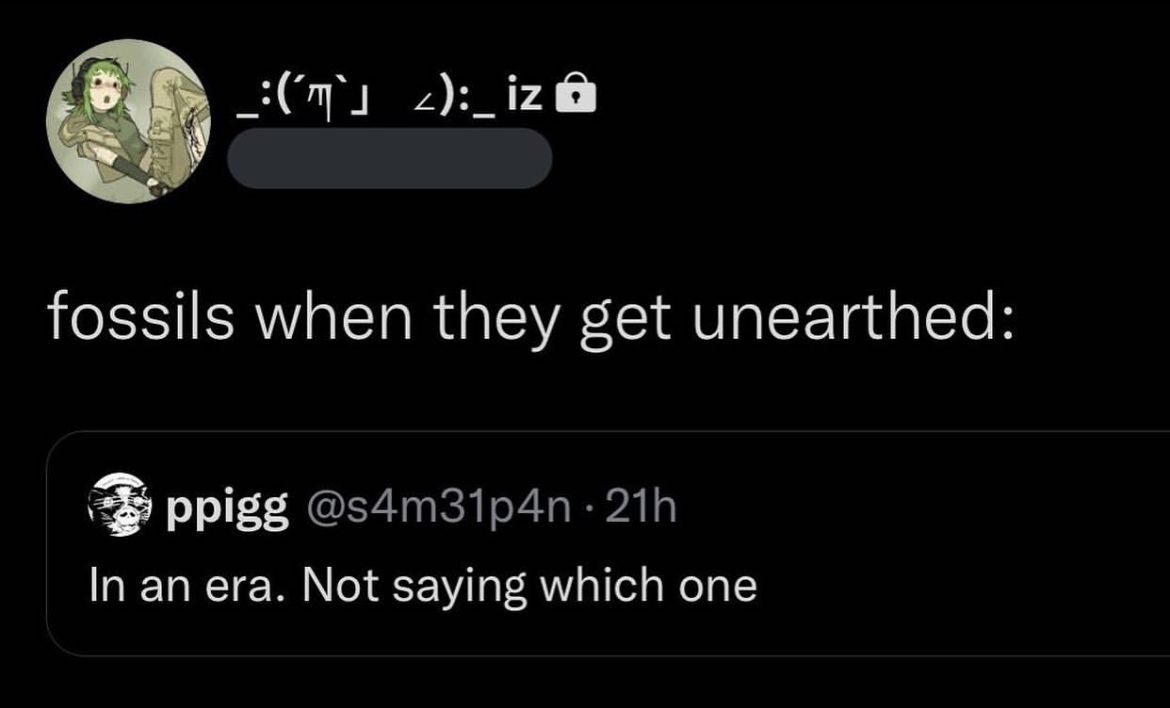 _:(´ཀ`」 ∠):_ iz🔒
fossils when they get unearthed:
ppigg @s4m31p4n · 21h
In an era. Not saying which one